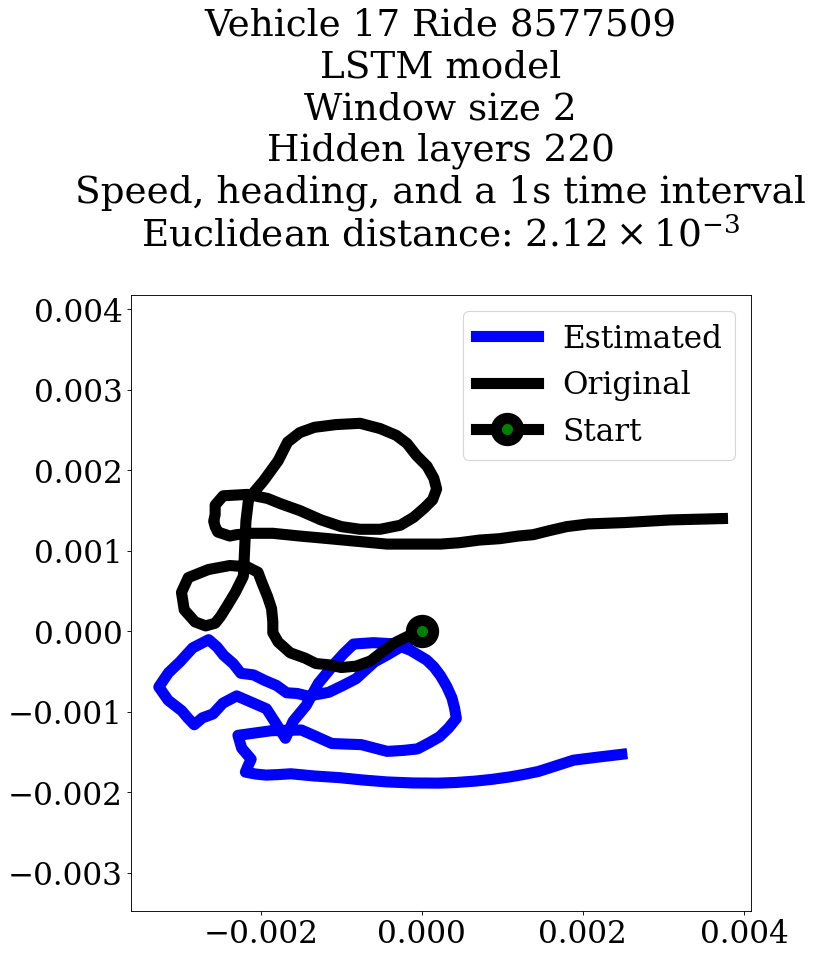 Vehicle 17 Ride 8577509
LSTM model
Window size 2
Hidden layers 220
Speed, heading, and a 1s time interval
Euclidean distance: 2.12 × 10⁻³
Estimated
Original
Start
0.004
0.003
0.002
0.001
0.000
−0.001
−0.002
−0.003
−0.002 0.000 0.002 0.004